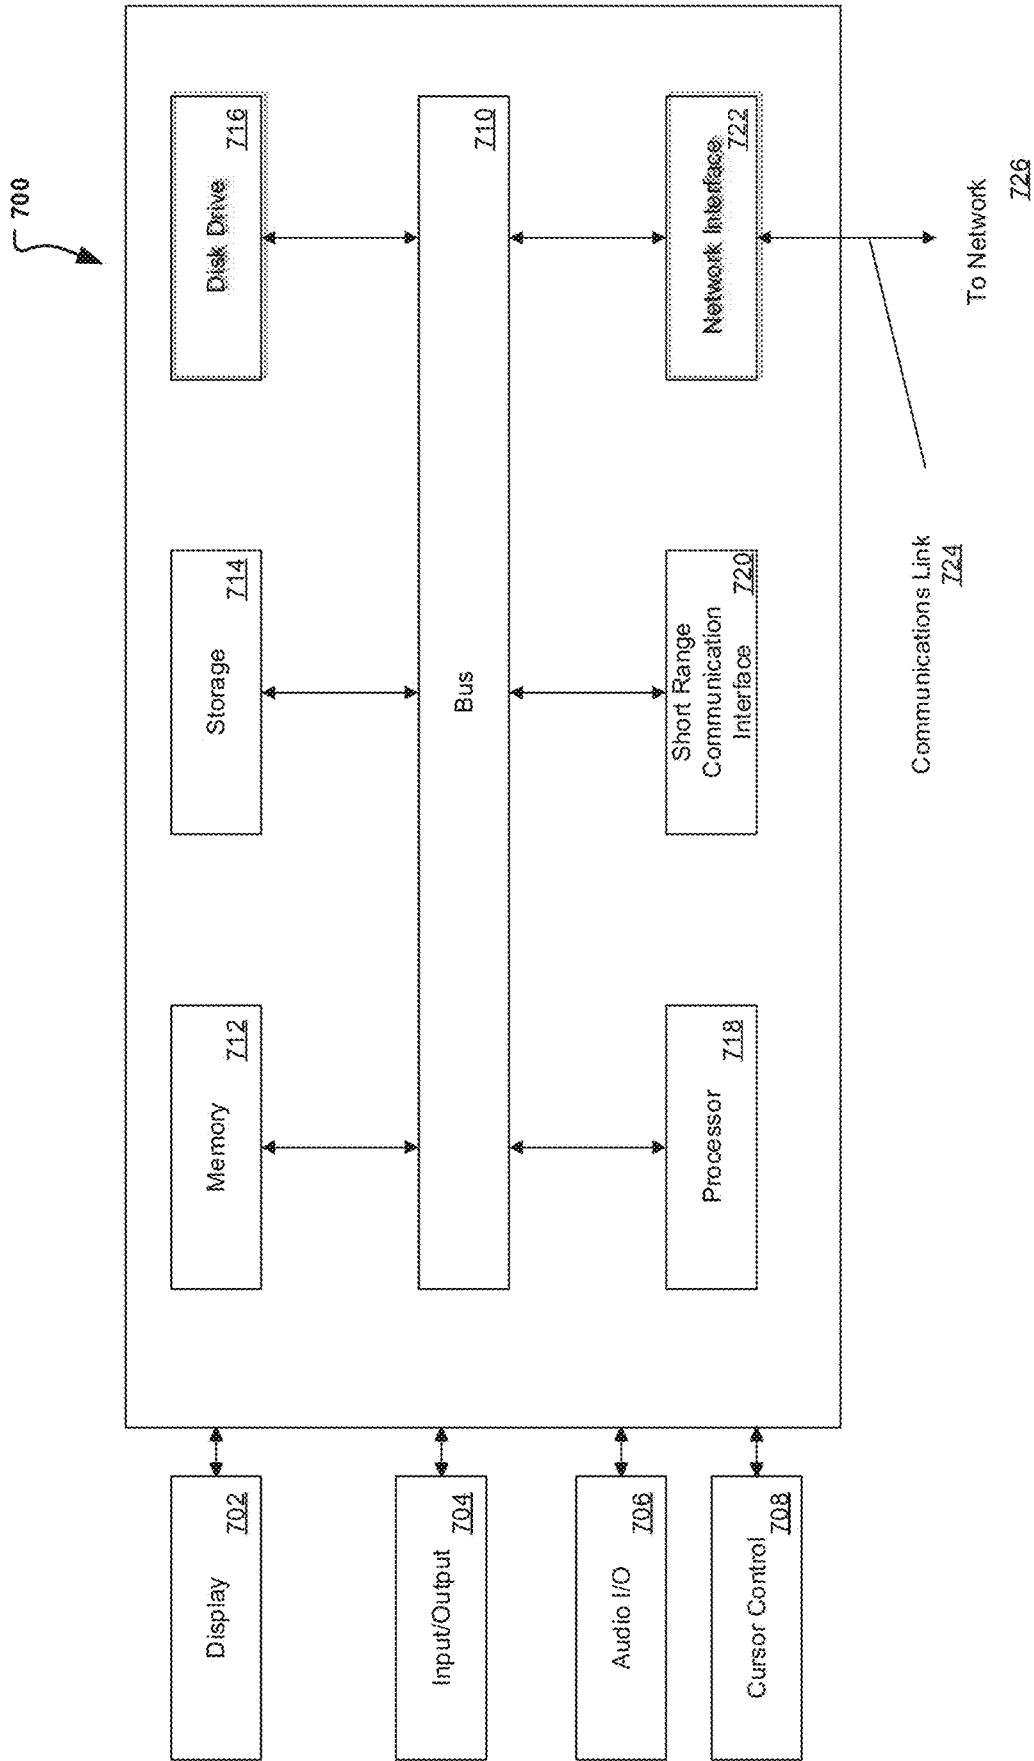 700
Display
702
Input/Output
704
Audio I/O
706
Cursor Control
708
Memory
712
Storage
714
Disk Drive
716
Bus
710
Processor
718
Short Range
Communication
Interface
720
Network Interface
722
Communications Link
724
To Network
726